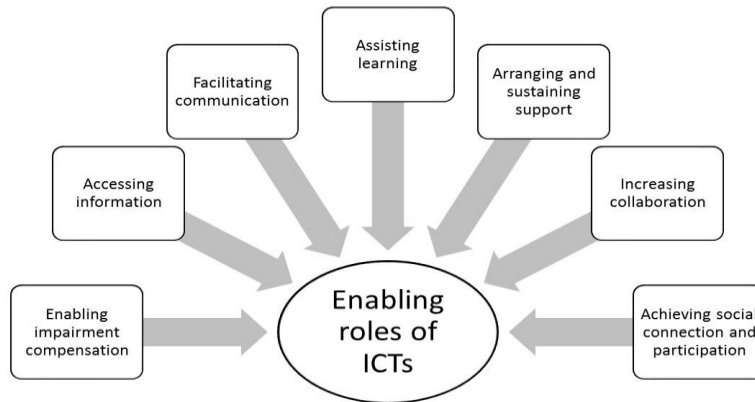 Assisting
learning
Facilitating
communication
Arranging and
sustaining
support
Accessing
information
Increasing
collaboration
Enabling
impairment
compensation
Enabling
roles of
ICTs
Achieving social
connection and
participation